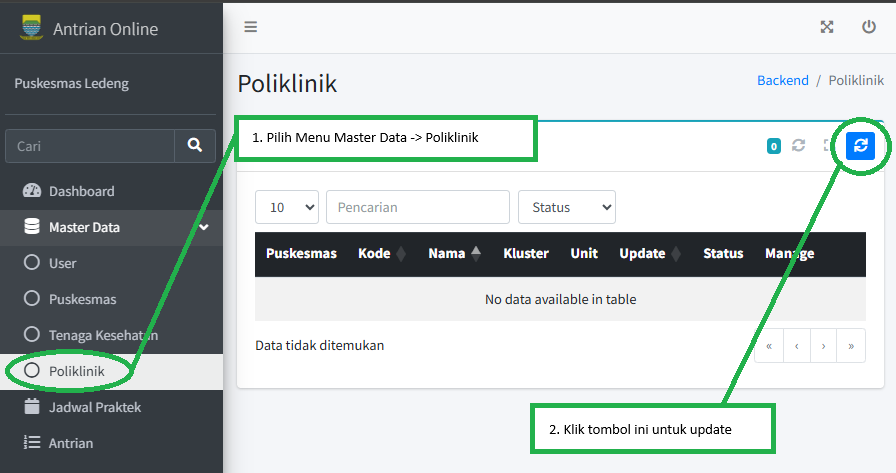 Antrian Online
Puskesmas Ledeng
Poliklinik
Backend / Poliklinik
Cari
1. Pilih Menu Master Data -> Poliklinik
0
Dashboard
Master Data
User
Puskesmas
Tenaga Kesehatan
Poliklinik
Jadwal Praktek
Antrian
10
Pencarian
Status
Puskesmas Kode Nama Kluster Unit Update Status Manage
No data available in table
Data tidak ditemukan
« ‹ › »
2. Klik tombol ini untuk update